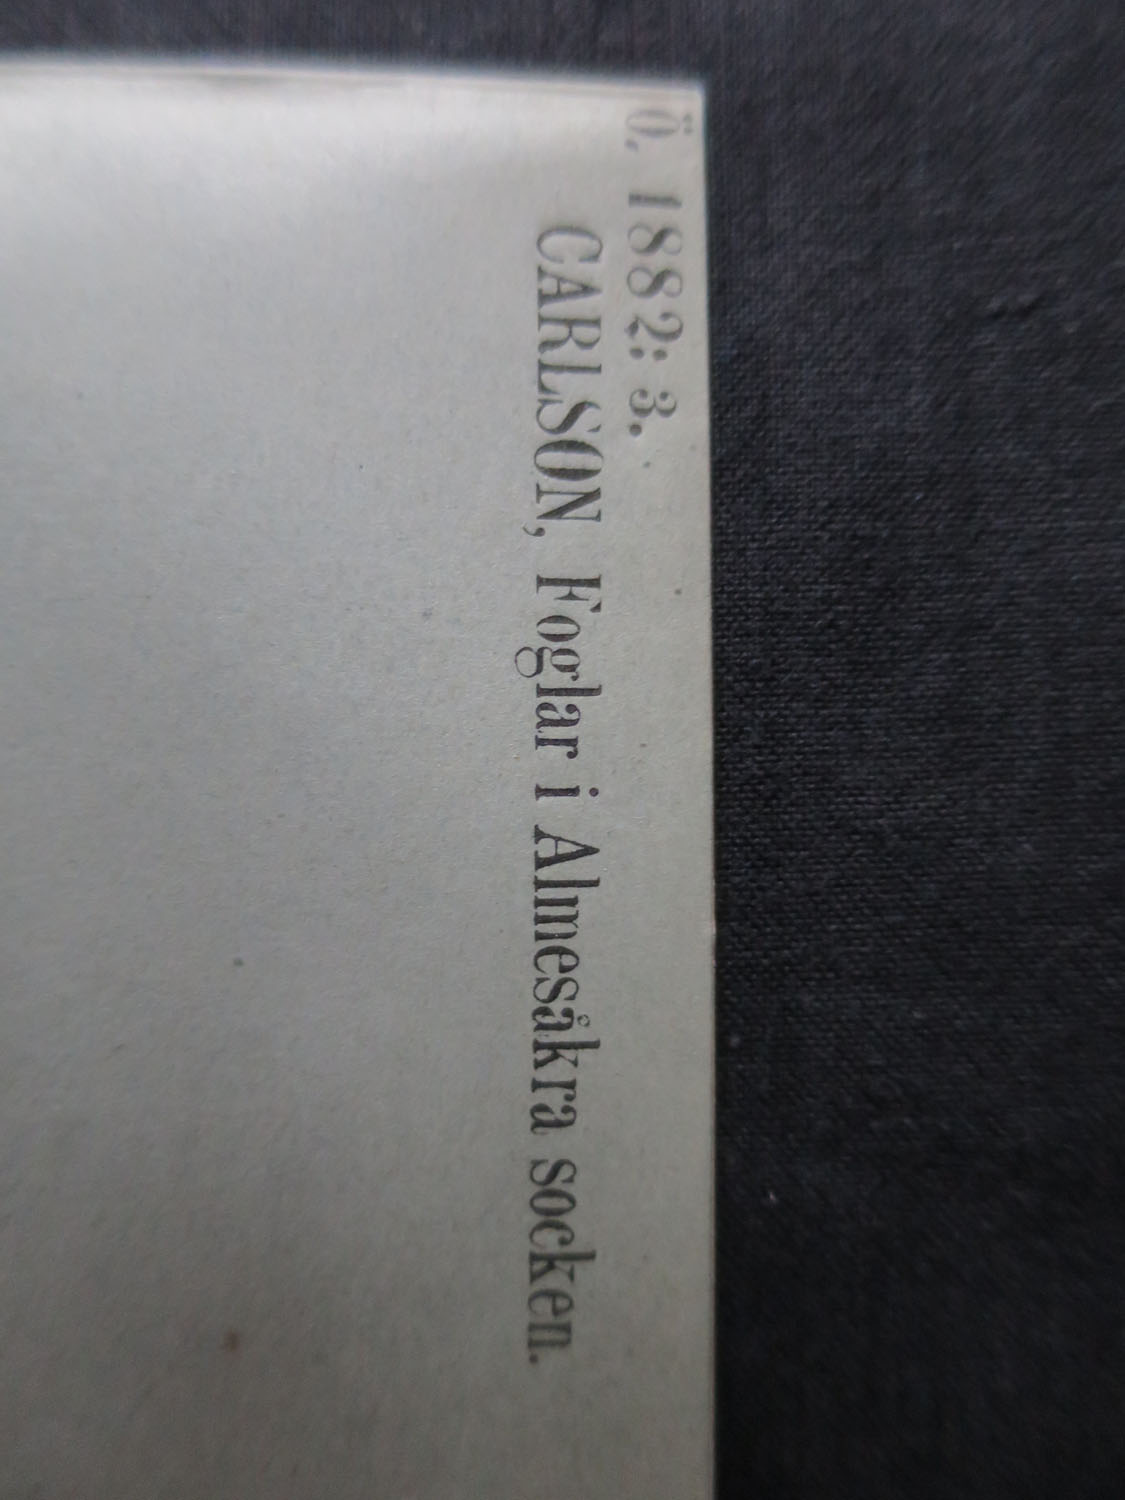 Ö. 1882: 3.
CARLSON, Foglar i Almesåkra socken.